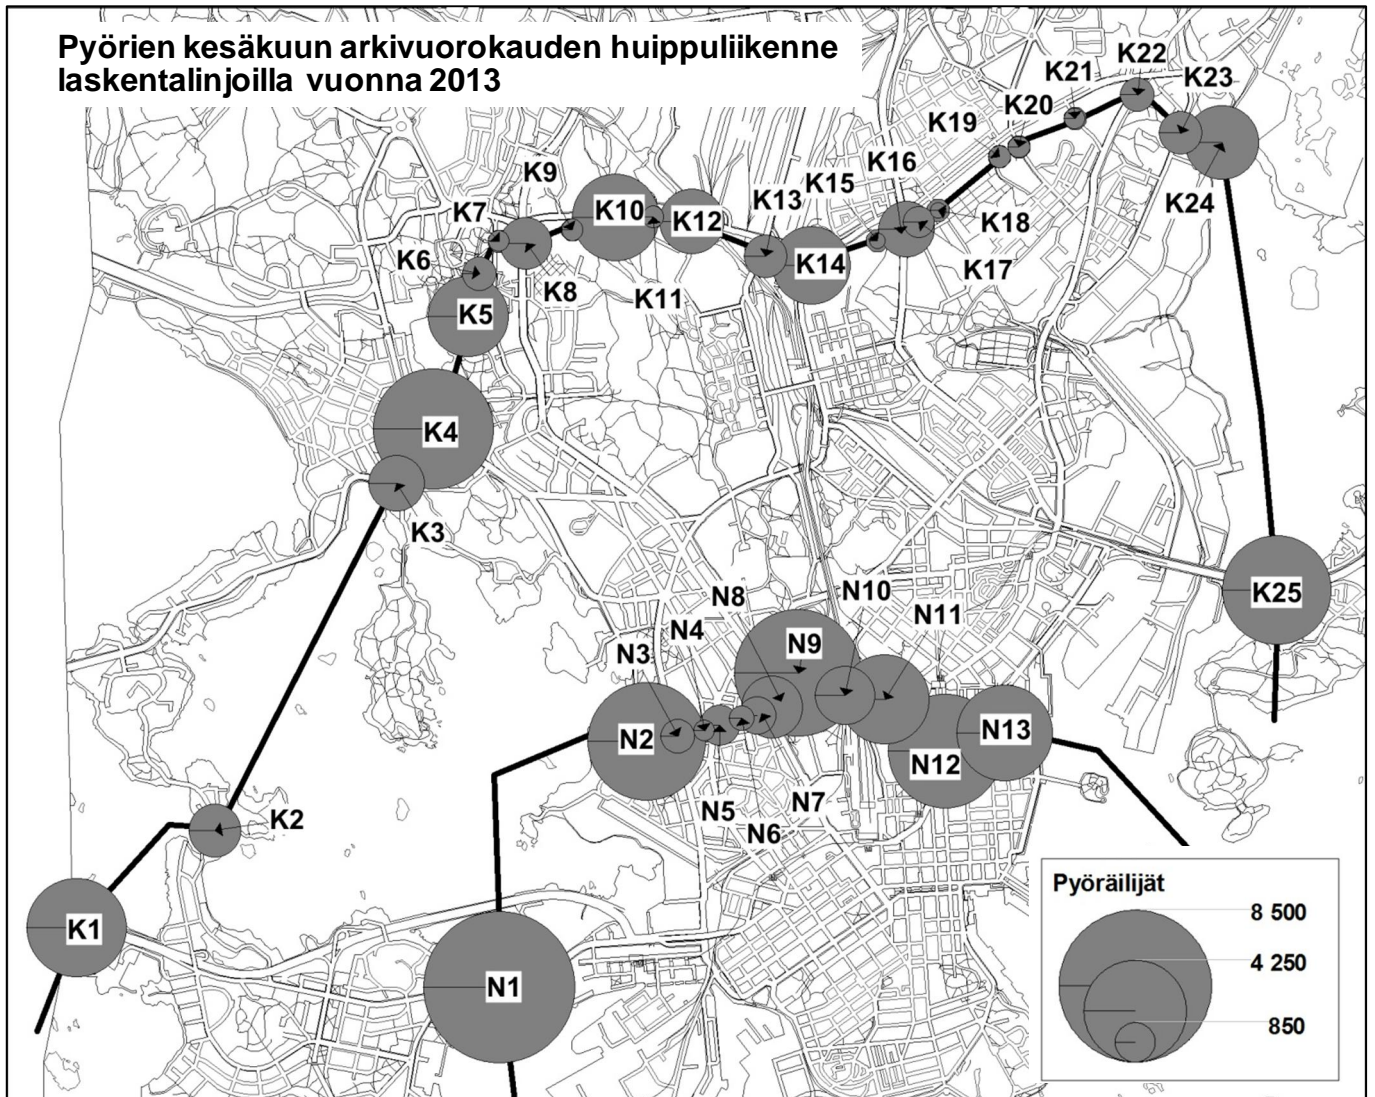 Pyörien kesäkuun arkivuorokauden huippuliikenne
laskentalinjoilla vuonna 2013
K22
K21
K23
K20
K19
K16
K9
K15
K13
K7
K10
K12
K24
K18
K6
K14
K17
K8
K11
K5
K4
K3
K25
N8
N10
N11
N4
N9
N3
N2
N13
N12
N7
N5
N6
K2
K1
N1
Pyöräilijät
8 500
4 250
850